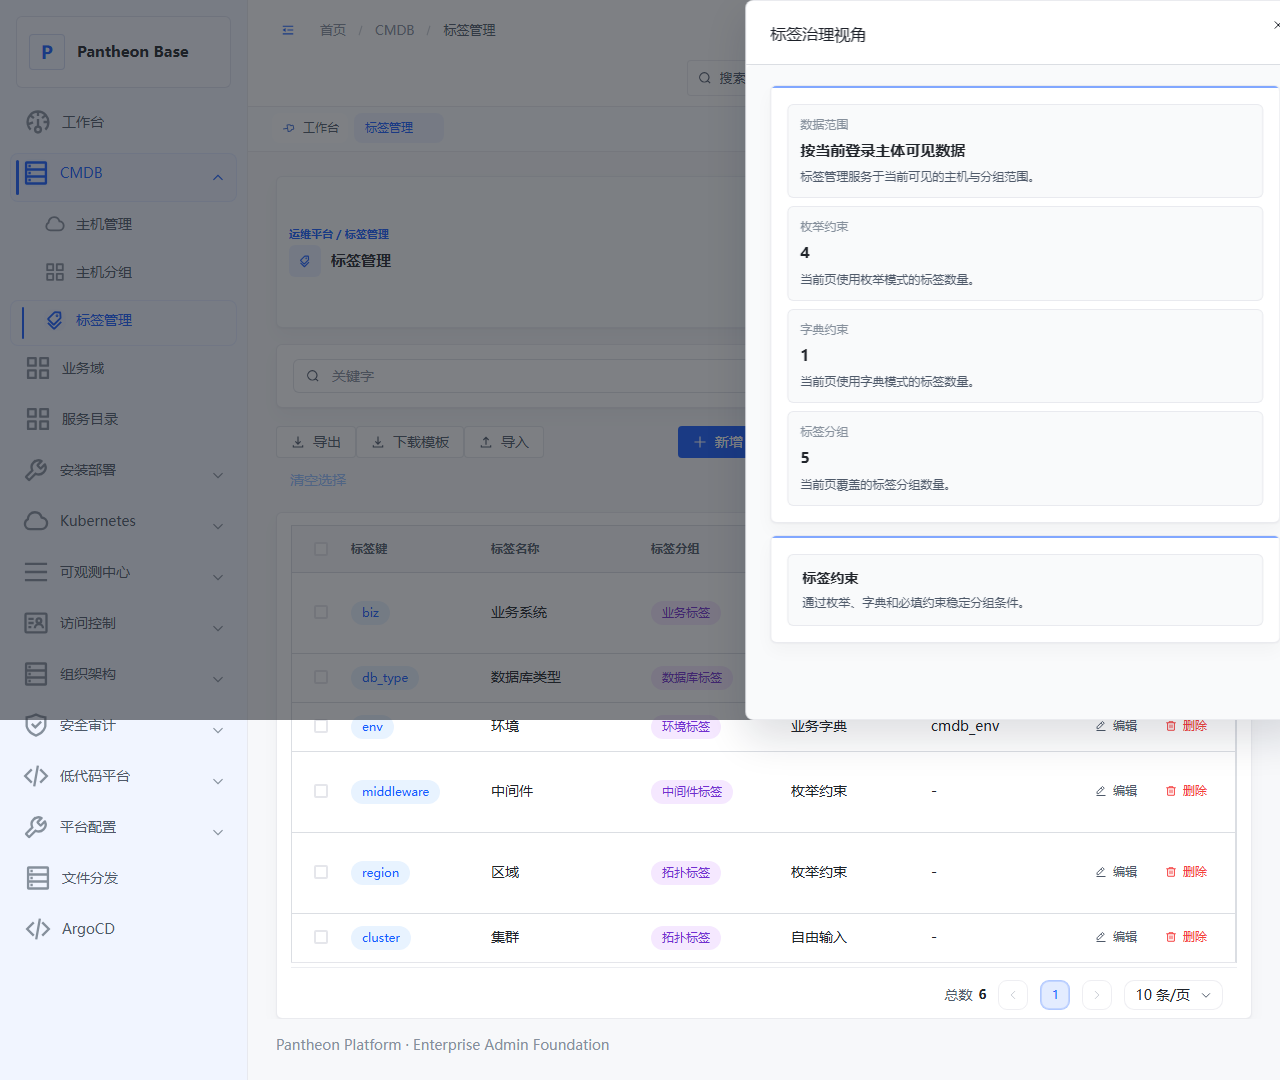 P Pantheon Base
工作台
CMDB
主机管理
主机分组
标签管理
业务域
服务目录
安装部署
Kubernetes
可观测中心
访问控制
组织架构
安全审计
低代码平台
平台配置
文件分发
ArgoCD
首页 / CMDB / 标签管理
搜索
工作台
标签管理
运维平台 / 标签管理
标签管理
关键字
导出 下载模板 导入 新增
清空选择
标签键 标签名称 标签分组
biz 业务系统 业务标签
db_type 数据库类型 数据库标签
env 环境 环境标签 业务字典 cmdb_env 编辑 删除
middleware 中间件 中间件标签 枚举约束 - 编辑 删除
region 区域 拓扑标签 枚举约束 - 编辑 删除
cluster 集群 拓扑标签 自由输入 - 编辑 删除
总数 6 1 10 条/页
Pantheon Platform · Enterprise Admin Foundation
标签治理视角
数据范围
按当前登录主体可见数据
标签管理服务于当前可见的主机与分组范围。
枚举约束
4
当前页使用枚举模式的标签数量。
字典约束
1
当前页使用字典模式的标签数量。
标签分组
5
当前页覆盖的标签分组数量。
标签约束
通过枚举、字典和必填约束稳定分组条件。